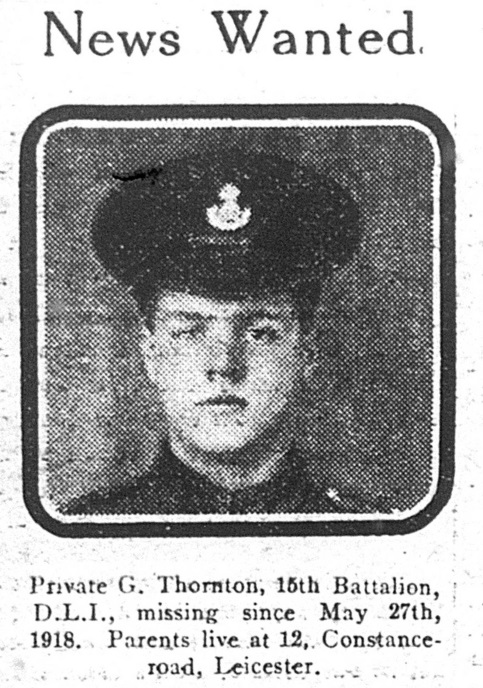 News Wanted.
Private G. Thornton, 15th Battalion,
D.L.I., missing since May 27th,
1918. Parents live at 12, Constance-
road, Leicester.